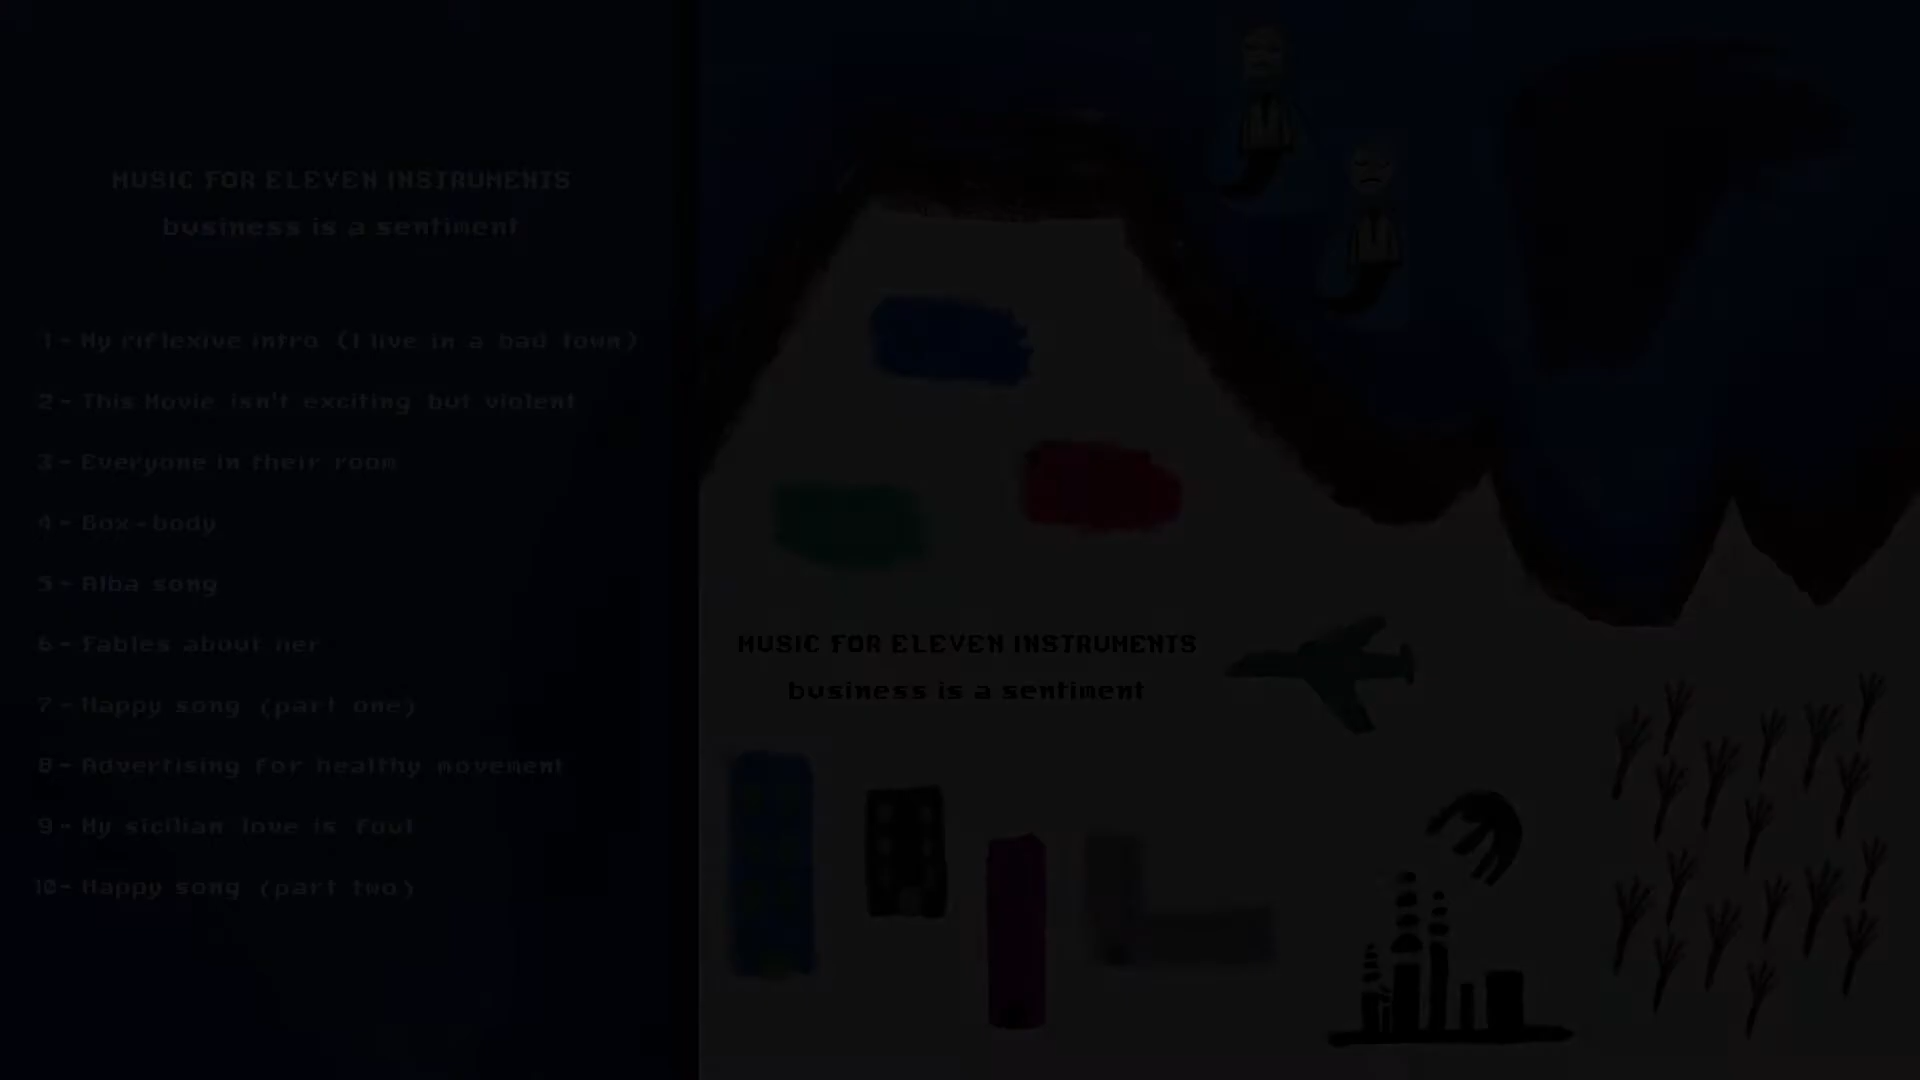 MUSIC FOR ELEVEN INSTRUMENTS
business is a sentiment
1- My riflexive intro (I live in a bad town)
2- This Movie isn't exciting but violent
3- Everyone in their room
4- Box-body
5- Alba song
6- Fables about her
7- Happy song (part one)
8- Advertising for healthy movement
9- My sicilian love is foul
10- Happy song (part two)
MUSIC FOR ELEVEN INSTRUMENTS
business is a sentiment